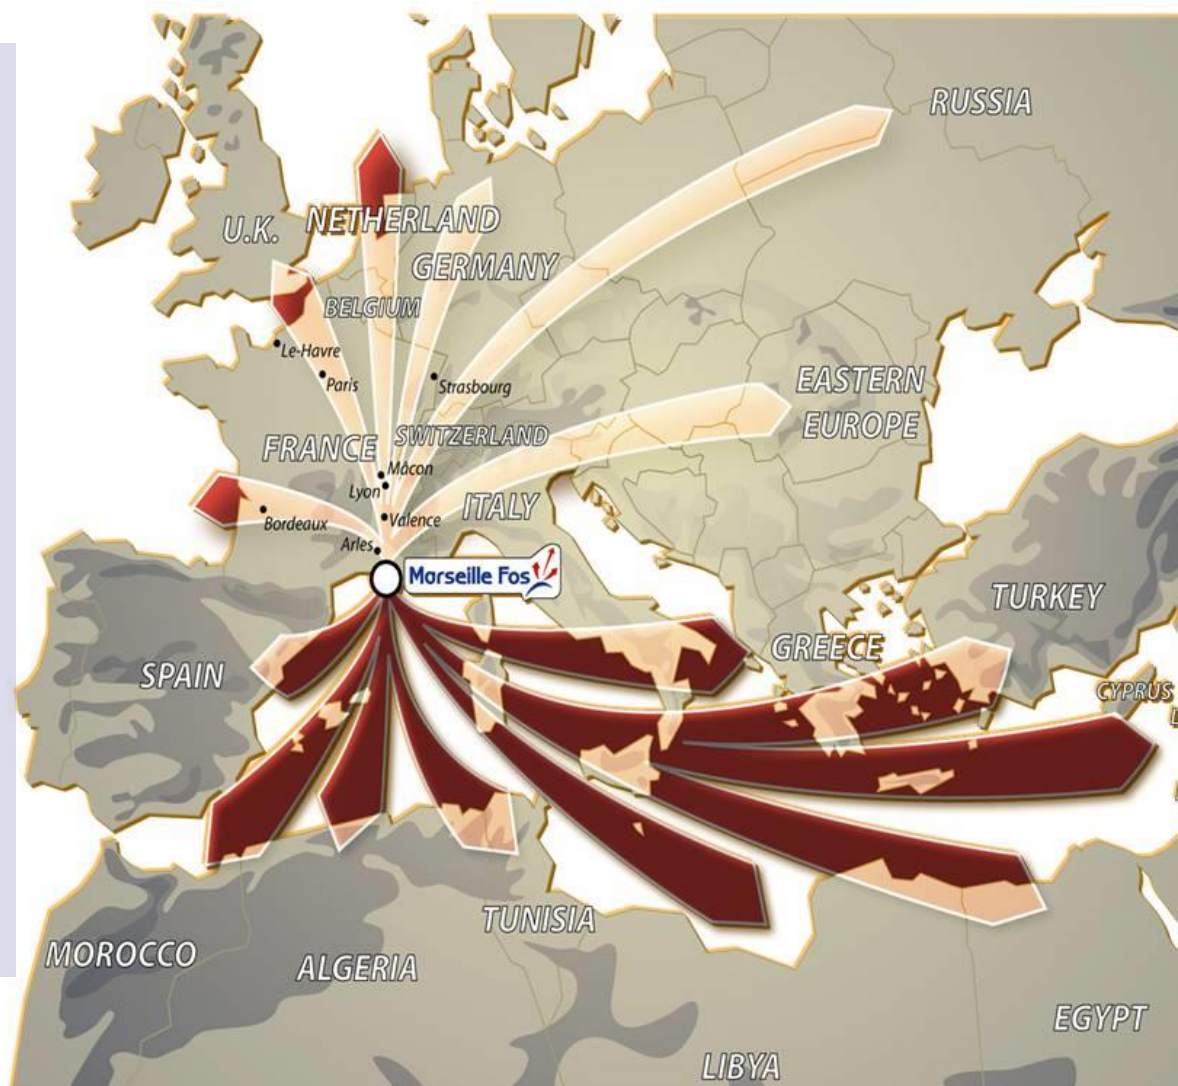 RUSSIA
U.K.
NETHERLAND
GERMANY
BELGIUM
Le-Havre
Paris
Strasbourg
EASTERN
EUROPE
FRANCE
SWITZERLAND
Mâcon
Lyon
ITALY
Bordeaux
Valence
Arles
Marseille Fos
TURKEY
GREECE
SPAIN
CYPRUS
TUNISIA
MOROCCO
ALGERIA
EGYPT
LIBYA